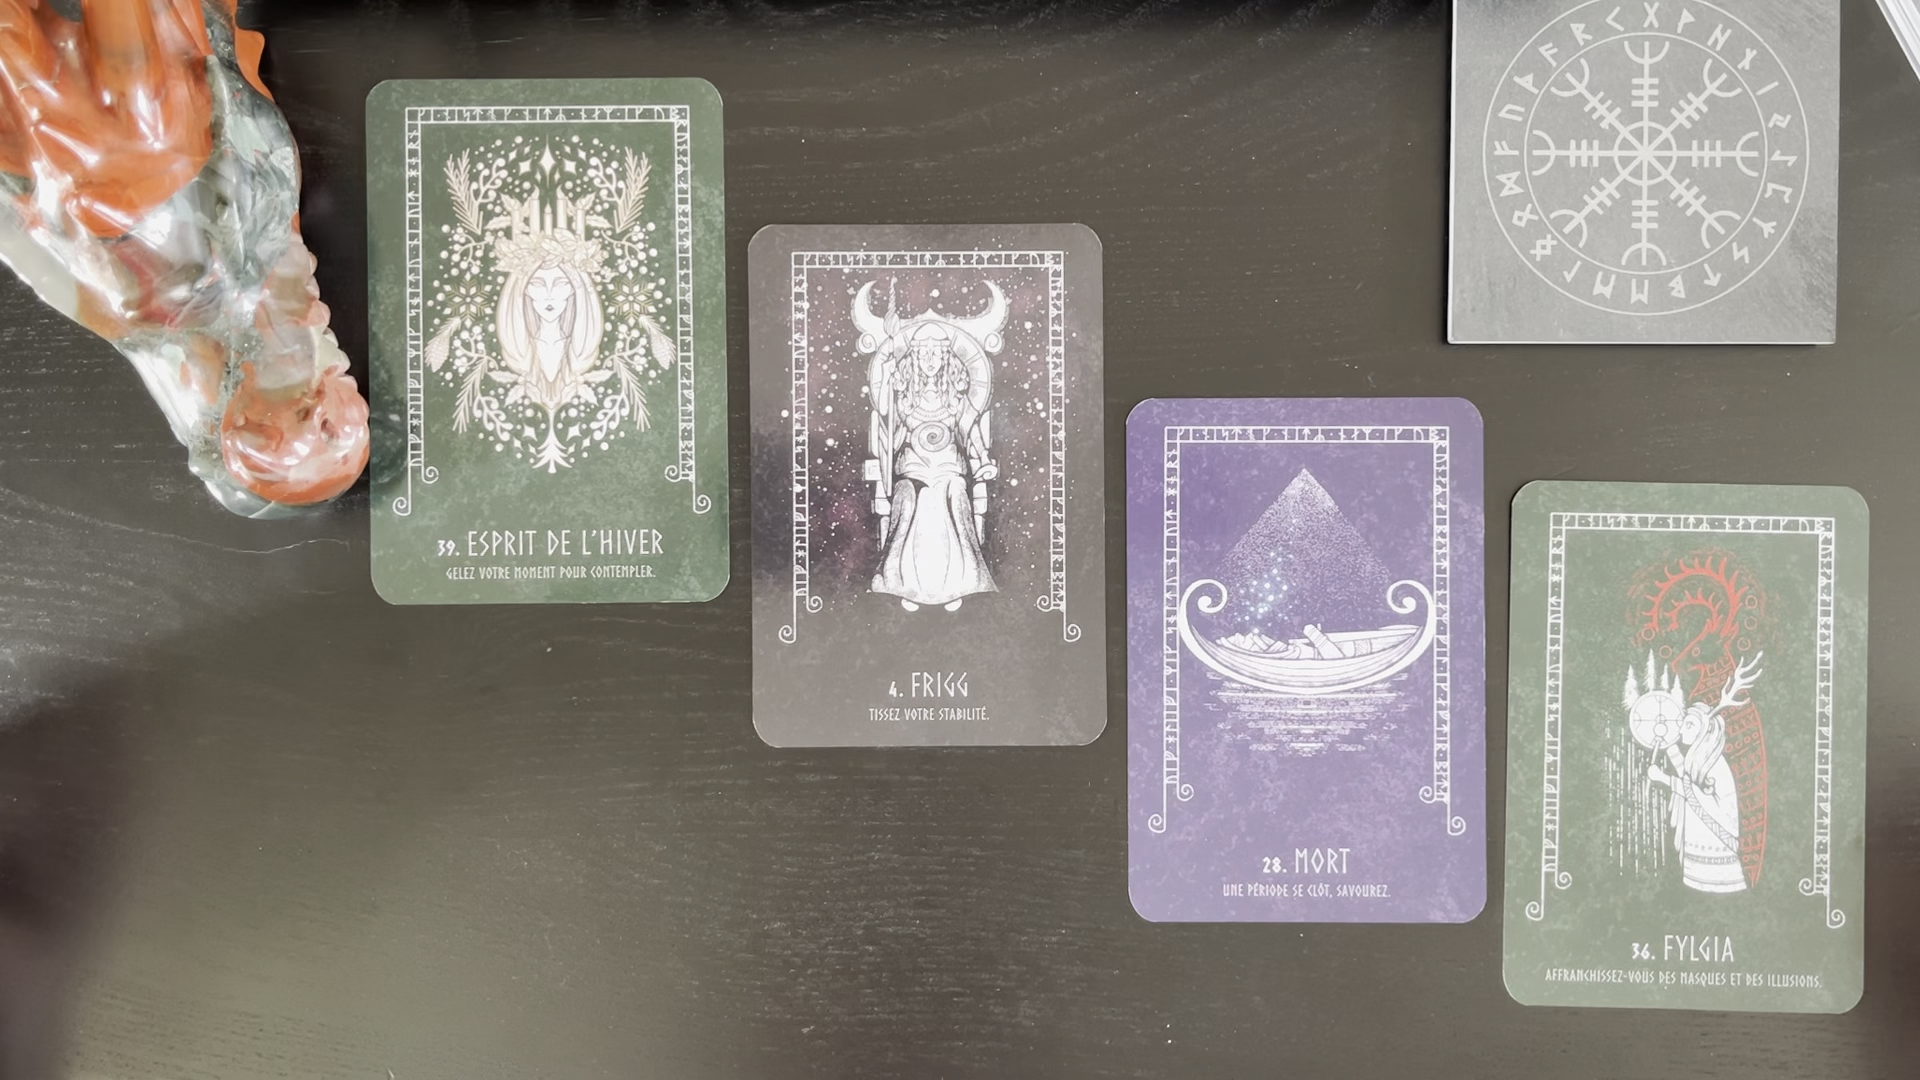 39. ESPRIT DE L'HIVER
GELEZ VOTRE MOMENT POUR CONTEMPLER.
4. FRIGG
TISSEZ VOTRE STABILITÉ.
28. MORT
UNE PÉRIODE SE CLÔT, SAVOUREZ.
36. FYLGIA
AFFRANCHISSEZ-VOUS DES MASQUES ET DES ILLUSIONS.